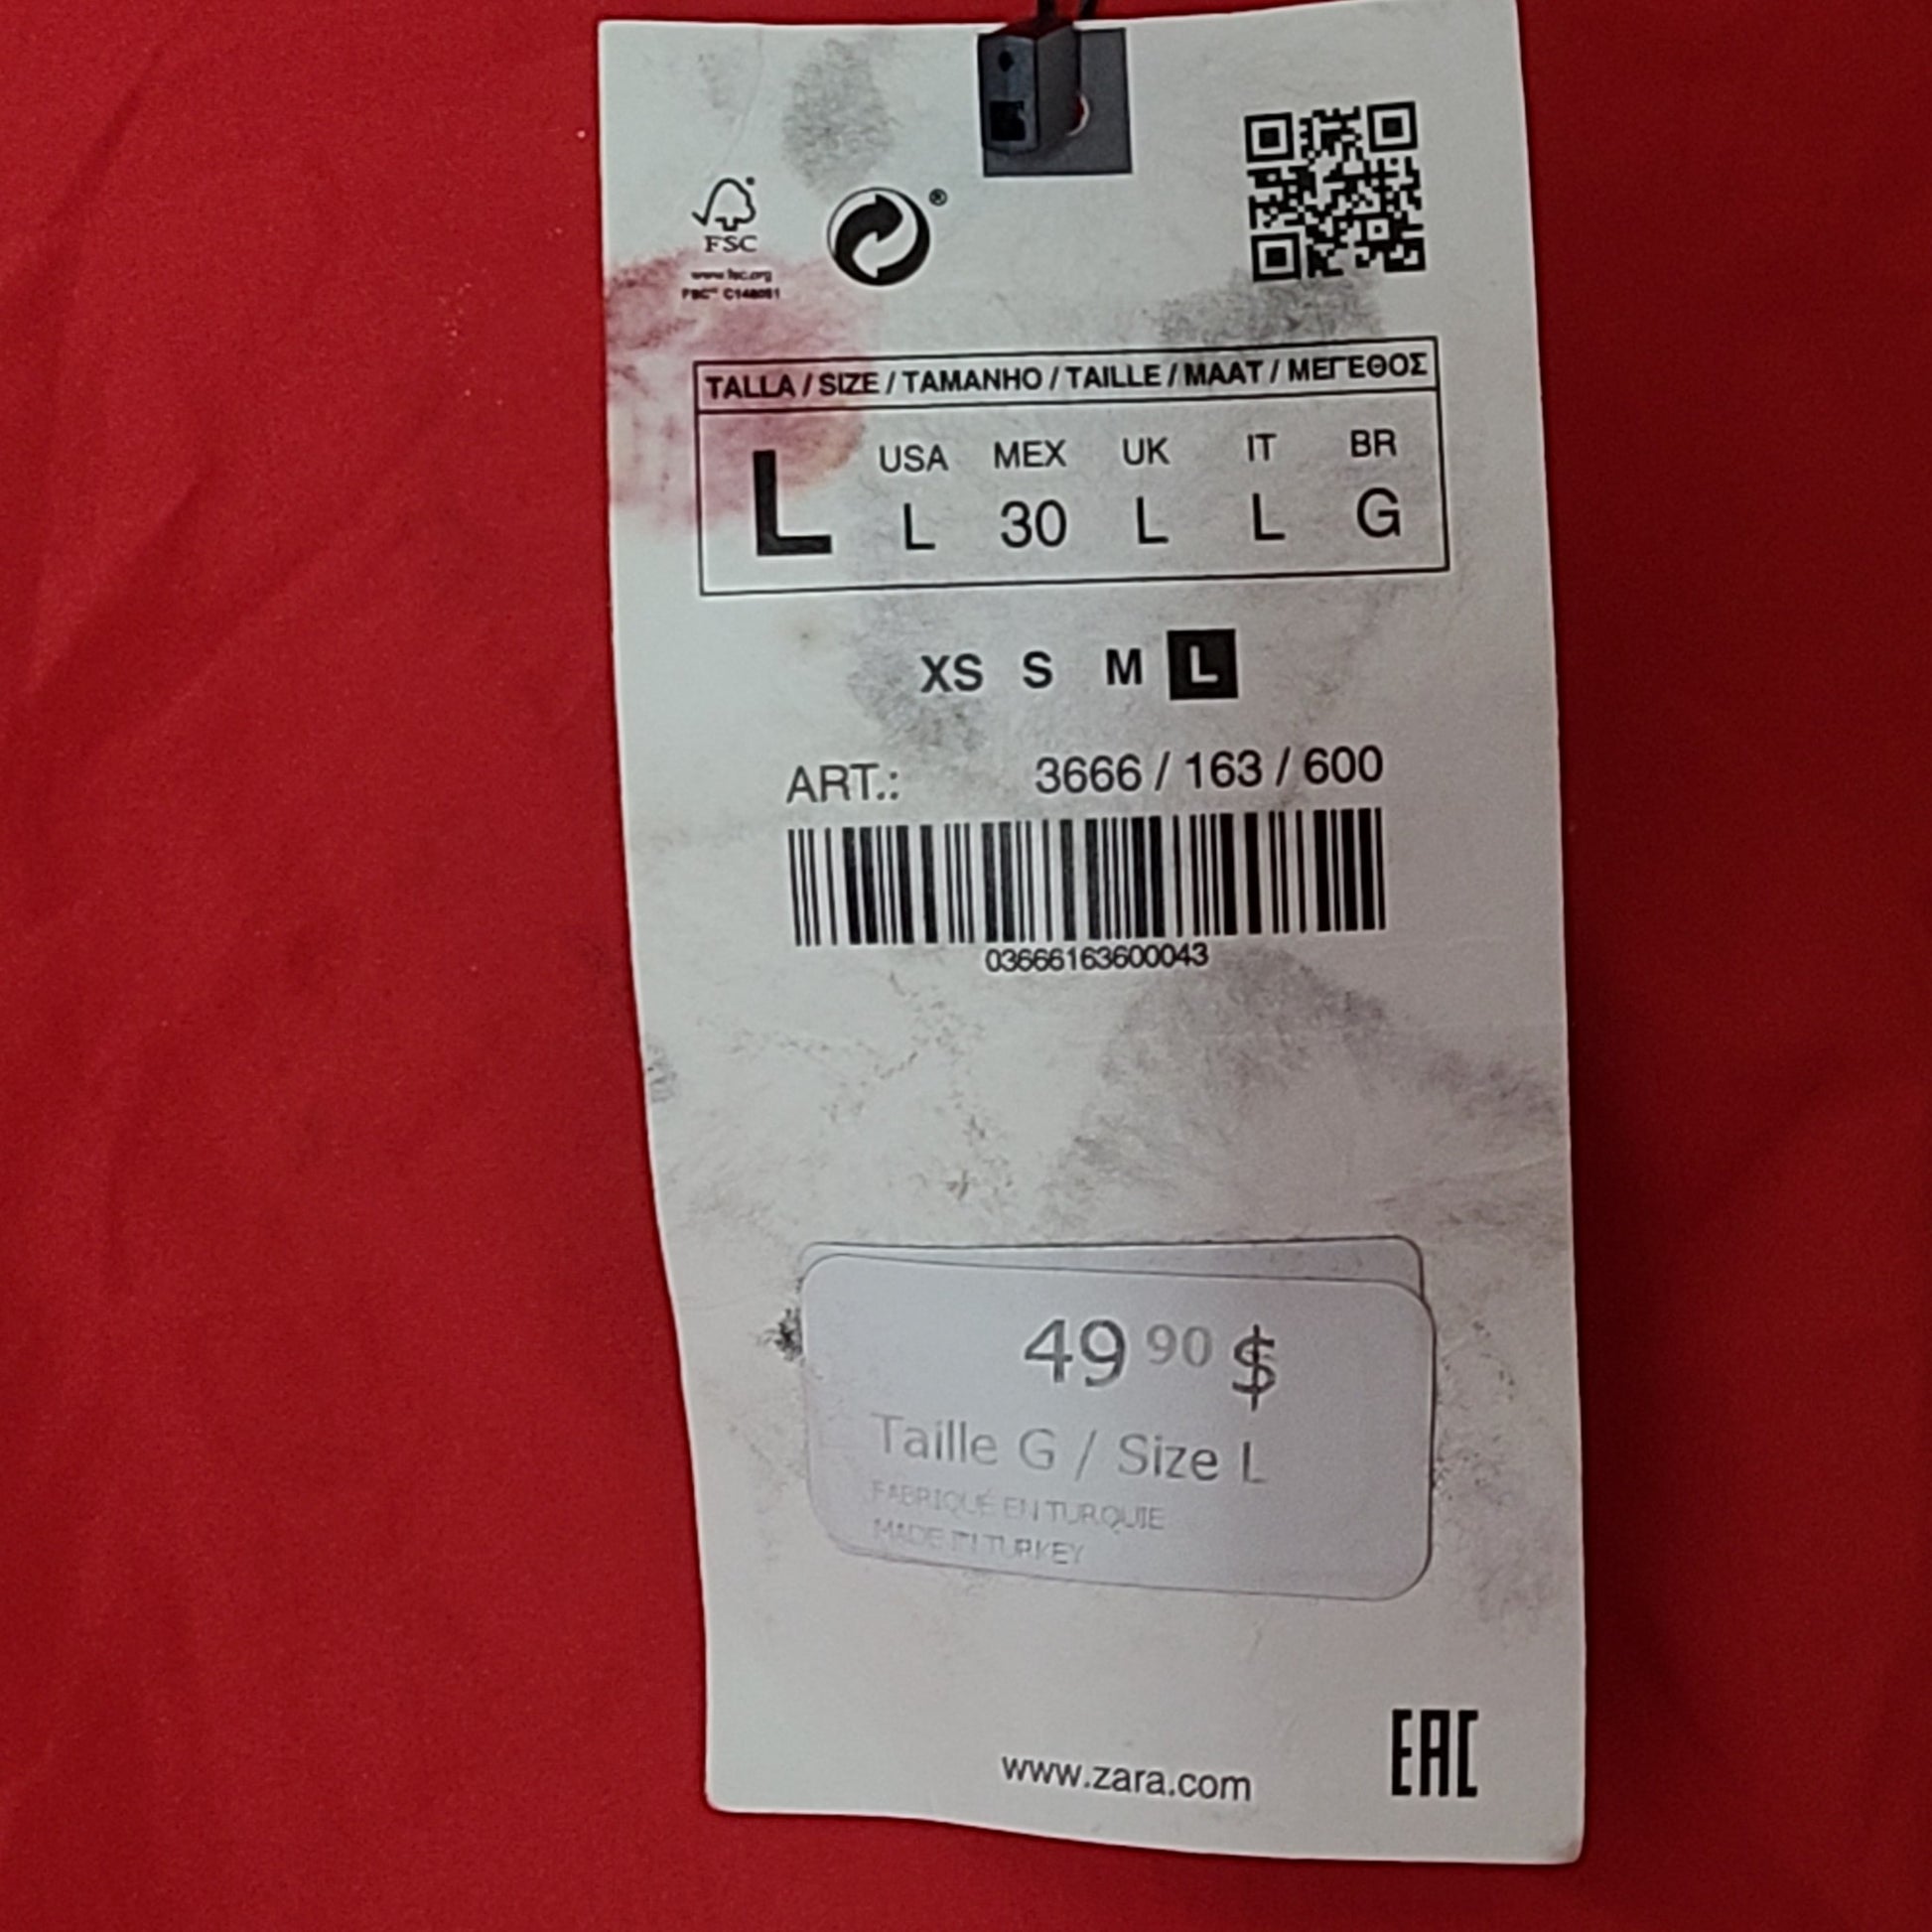 FSC
www.fsc.org
®
TALLA / SIZE / TAMANHO / TAILLE / MAAT / ΜΕΓΕΘΟΣ
USA MEX UK IT BR
L L 30 L L G
XS S M L
ART.: 3666 / 163 / 600
03666163600043
49 90 $
Taille G / Size L
FABRIQUÉ EN TURQUIE
MADE IN TURKEY
www.zara.com
EAC